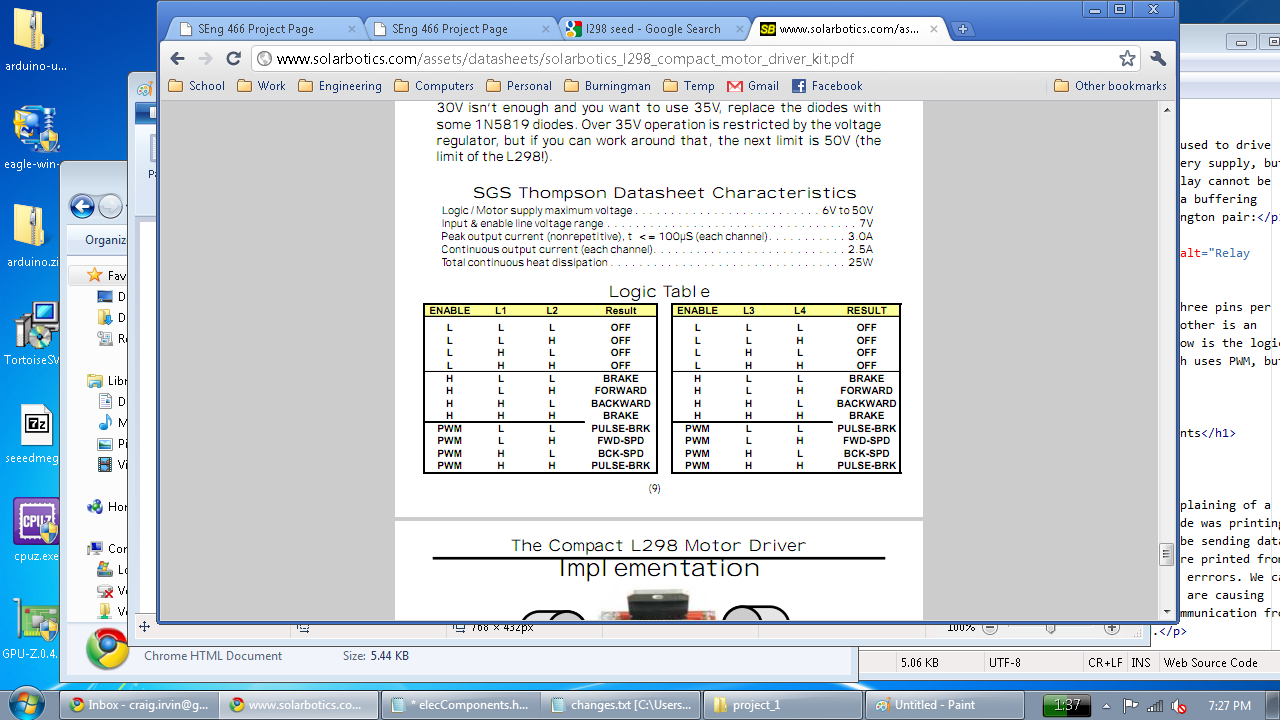 arduino-u...
eagle-win-
arduino.zi
TortoiseSV
seeedmeg
cpuz.exe
GPU-Z.0.4.
SEng 466 Project Page
SEng 466 Project Page
l298 seed - Google Search
www.solarbotics.com/as...
www.solarbotics.com/assets/datasheets/solarbotics_l298_compact_motor_driver_kit.pdf
School
Work
Engineering
Computers
Personal
Burningman
Temp
Gmail
Facebook
Other bookmarks
30V isn't enough and you want to use 35V, replace the diodes with
some 1N5819 diodes. Over 35V operation is restricted by the voltage
regulator, but if you can work around that, the next limit is 50V (the
limit of the L298!).
SGS Thompson Datasheet Characteristics
Logic / Motor supply maximum voltage . . . . . . . . . . . . . . . . . . . . . . . . . . 6V to 50V
Input & enable line voltage range . . . . . . . . . . . . . . . . . . . . . . . . . . . . . . . . . . . 7V
Peak output current (nonrepetitive), t <= 100µS (each channel) . . . . . . . . . . . 3.0A
Continuous output current (each channel) . . . . . . . . . . . . . . . . . . . . . . . . . . . 2.5A
Total continuous heat dissipation . . . . . . . . . . . . . . . . . . . . . . . . . . . . . . . . . 25W
Logic Table
ENABLE L1 L2 Result
L L L OFF
L L H OFF
L H L OFF
L H H OFF
H L L BRAKE
H L H FORWARD
H H L BACKWARD
H H H BRAKE
PWM L L PULSE-BRK
PWM L H FWD-SPD
PWM H L BCK-SPD
PWM H H PULSE-BRK
ENABLE L3 L4 RESULT
L L L OFF
L L H OFF
L H L OFF
L H H OFF
H L L BRAKE
H L H FORWARD
H H L BACKWARD
H H H BRAKE
PWM L L PULSE-BRK
PWM L H FWD-SPD
PWM H L BCK-SPD
PWM H H PULSE-BRK
(9)
The Compact L298 Motor Driver
Implementation
Organiz
Fav
D
D
Re
Libr
D
M
Pi
Vi
Ho
Cor
Lo
Ne
Vo
768 × 432px
100%
Chrome HTML Document
Size: 5.44 KB
used to drive
ery supply, but
lay cannot be
a buffering
ngton pair:</p
alt="Relay
hree pins per
other is an
ow is the logic
h uses PWM, but
nts</h1>
plaining of a
de was printing
be sending data
re printed from
errrors. We ca
are causing
mmunication fro
.</p>
5.06 KB
UTF-8
CR+LF
INS
Web Source Code
Inbox - craig.irvin@g...
www.solarbotics.co...
* elecComponents.h...
changes.txt [C:\Users...
project_1
Untitled - Paint
1:37
7:27 PM